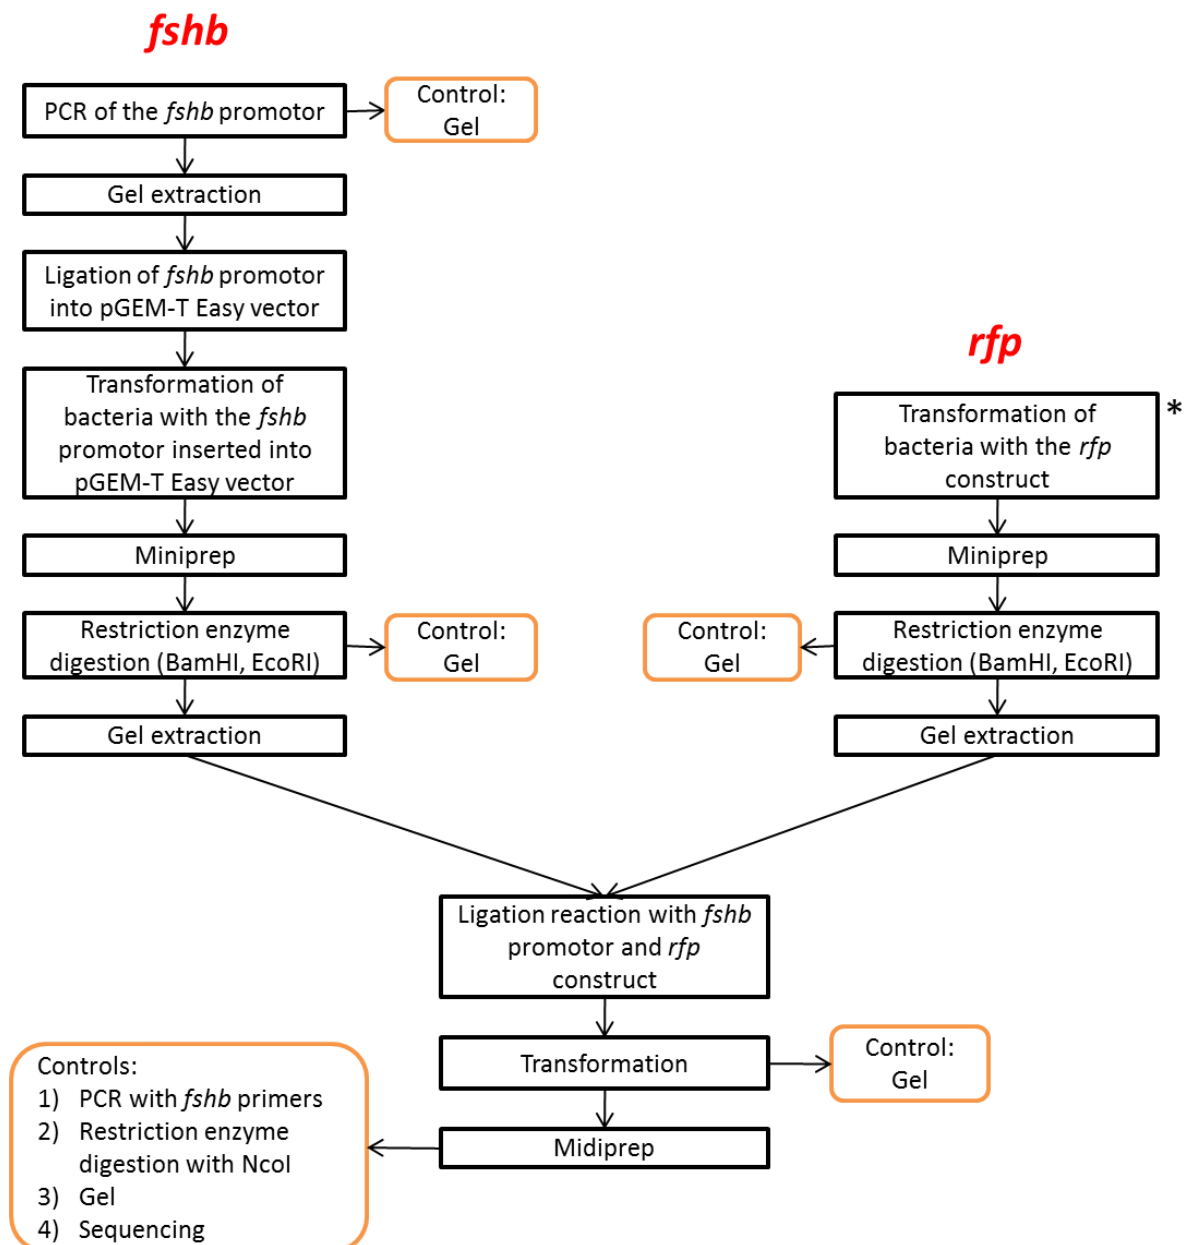 fshb
PCR of the fshb promotor
Control:
Gel
Gel extraction
Ligation of fshb promotor
into pGEM-T Easy vector
Transformation of
bacteria with the fshb
promotor inserted into
pGEM-T Easy vector
Miniprep
Restriction enzyme
digestion (BamHI, EcoRI)
Control:
Gel
Gel extraction
rfp
Transformation of
bacteria with the rfp
construct
*
Miniprep
Control:
Gel
Restriction enzyme
digestion (BamHI, EcoRI)
Gel extraction
Ligation reaction with fshb
promotor and rfp
construct
Transformation
Control:
Gel
Midiprep
Controls:
1) PCR with fshb primers
2) Restriction enzyme
digestion with NcoI
3) Gel
4) Sequencing